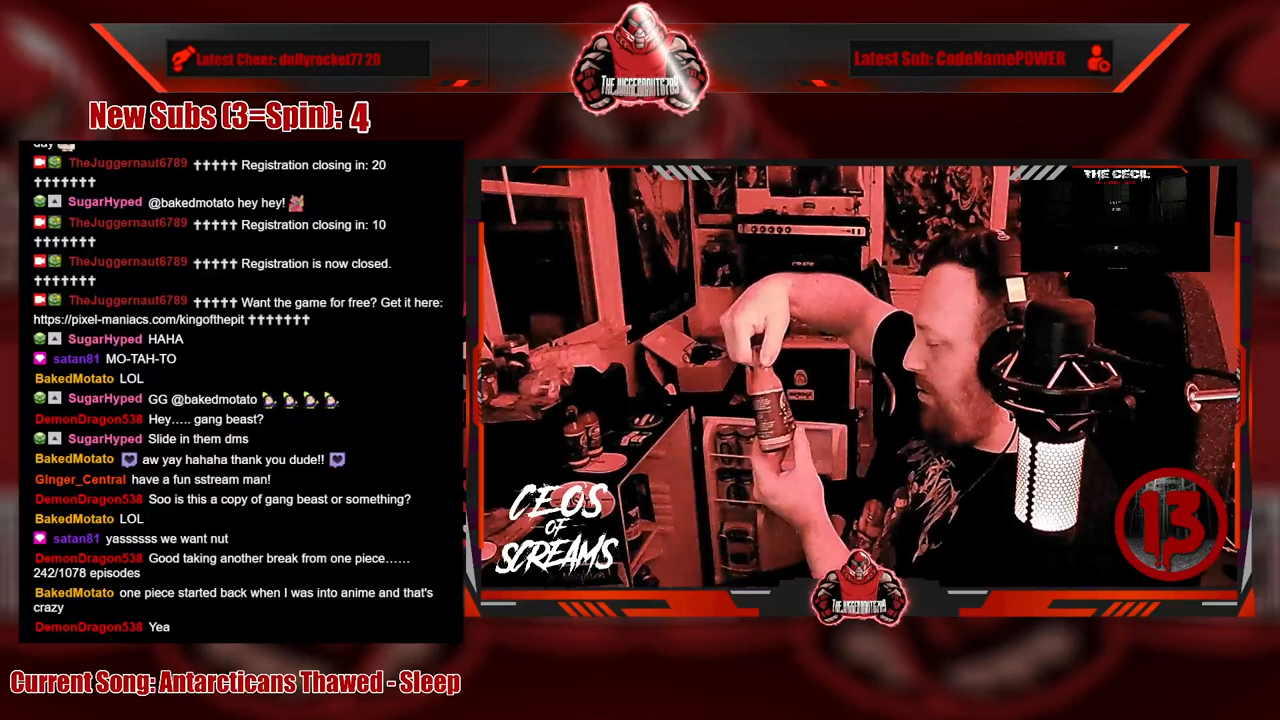 Latest Cheer: dollyrocket77 20
THEJUGGERNAUT6789
Latest Sub: CodeNamePOWER
New Subs (3=Spin): 4
TheJuggernaut6789 ✝✝✝✝✝ Registration closing in: 20
✝✝✝✝✝✝✝
SugarHyped @bakedmotato hey hey!
TheJuggernaut6789 ✝✝✝✝✝ Registration closing in: 10
✝✝✝✝✝✝✝
TheJuggernaut6789 ✝✝✝✝✝ Registration is now closed.
✝✝✝✝✝✝✝
TheJuggernaut6789 ✝✝✝✝✝ Want the game for free? Get it here:
https://pixel-maniacs.com/kingofthepit ✝✝✝✝✝✝✝
SugarHyped HAHA
satan81 MO-TAH-TO
BakedMotato LOL
SugarHyped GG @bakedmotato
DemonDragon538 Hey..... gang beast?
SugarHyped Slide in them dms
BakedMotato aw yay hahaha thank you dude!!
Ginger_Central have a fun sstream man!
DemonDragon538 Soo is this a copy of gang beast or something?
BakedMotato LOL
satan81 yassssss we want nut
DemonDragon538 Good taking another break from one piece......
242/1078 episodes
BakedMotato one piece started back when I was into anime and that's
crazy
DemonDragon538 Yea
THE CECIL
CRATE
CEOS
OF
SCREAMS
13
THEJUGGERNAUT6789
Current Song: Antarcticans Thawed - Sleep